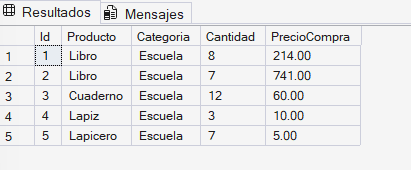 Resultados Mensajes
Id Producto Categoria Cantidad PrecioCompra
1 1 Libro Escuela 8 214.00
2 2 Libro Escuela 7 741.00
3 3 Cuaderno Escuela 12 60.00
4 4 Lapiz Escuela 3 10.00
5 5 Lapicero Escuela 7 5.00